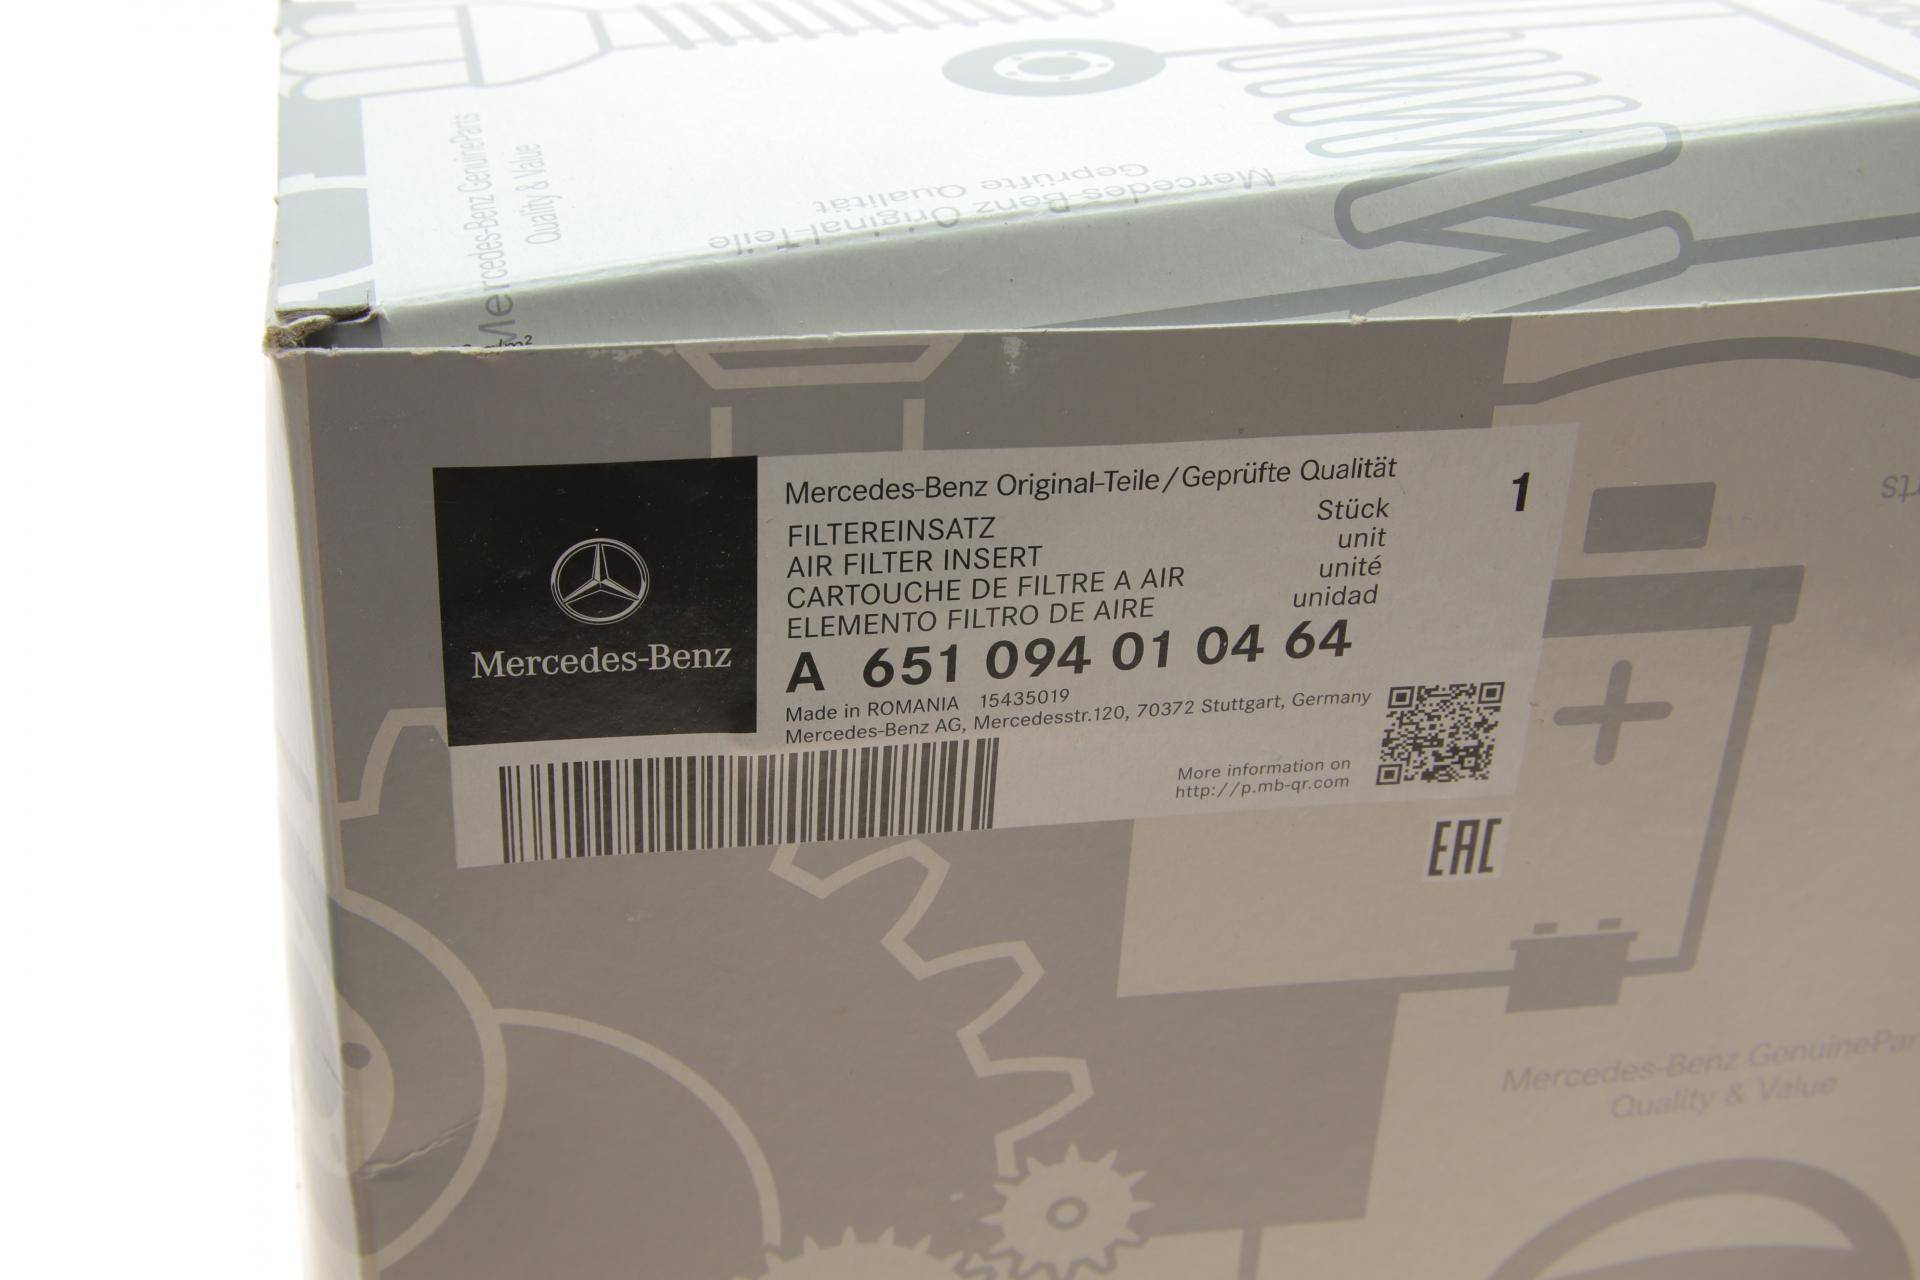 Mercedes-Benz GenuineParts
Quality & Value
Mercedes-Benz Original-Teile
Geprüfte Qualität
Mercedes-Benz
Mercedes-Benz Original-Teile/Geprüfte Qualität
1
FILTEREINSATZ Stück
AIR FILTER INSERT unit
CARTOUCHE DE FILTRE A AIR unité
ELEMENTO FILTRO DE AIRE unidad
A 651 094 01 04 64
Made in ROMANIA 15435019
Mercedes-Benz AG, Mercedesstr.120, 70372 Stuttgart, Germany
More information on
http://p.mb-qr.com
EAC
Mercedes-Benz GenuinePar
Quality & Value